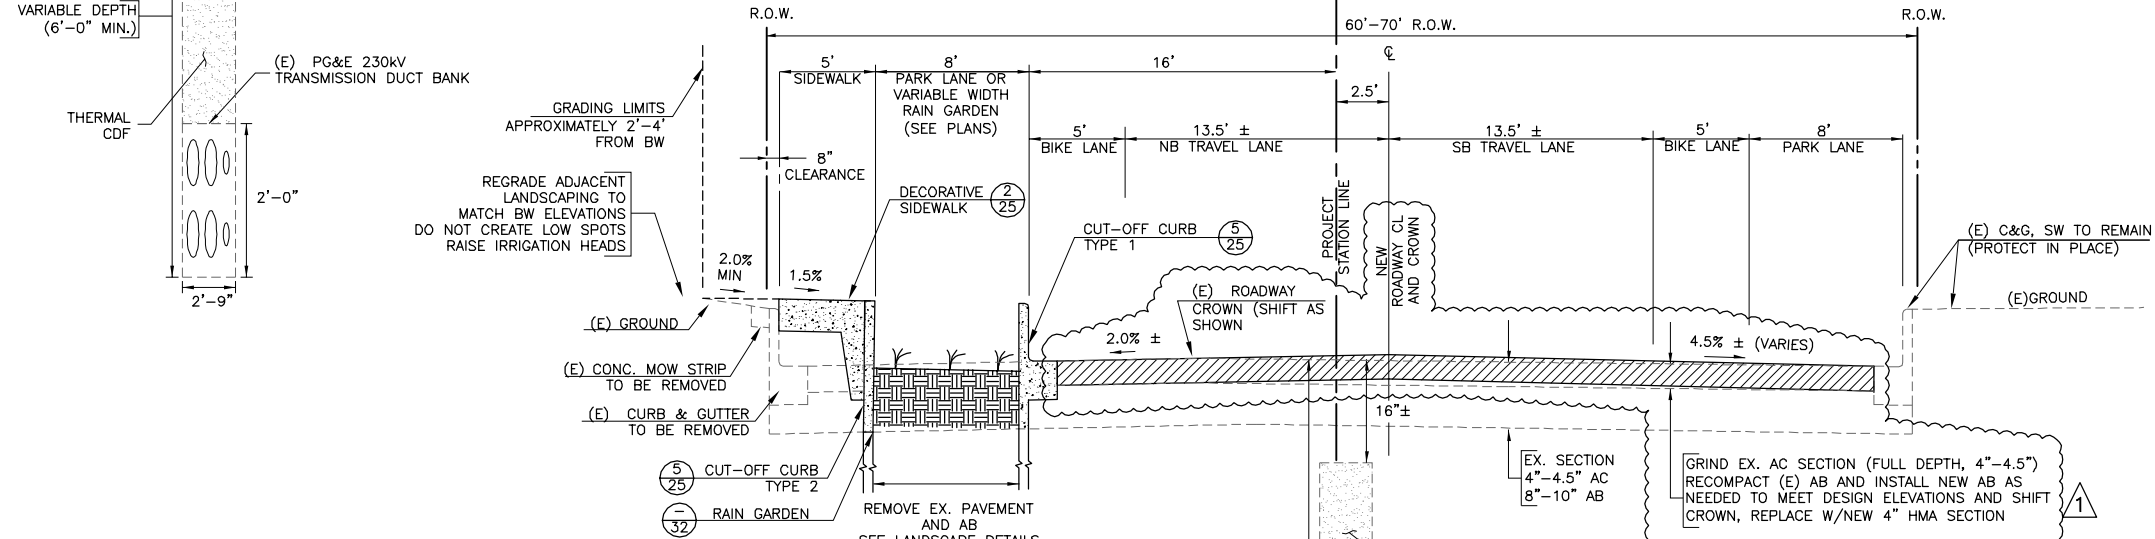 VARIABLE DEPTH
(6'-0" MIN.)
(E) PG&E 230kV
TRANSMISSION DUCT BANK
THERMAL
CDF
2'-0"
2'-9"
R.O.W.
60'-70' R.O.W.
R.O.W.
℄
5'
SIDEWALK
8'
PARK LANE OR
VARIABLE WIDTH
RAIN GARDEN
(SEE PLANS)
16'
2.5'
GRADING LIMITS
APPROXIMATELY 2'-4'
FROM BW
5'
BIKE LANE
13.5' ±
NB TRAVEL LANE
13.5' ±
SB TRAVEL LANE
5'
BIKE LANE
8'
PARK LANE
8"
CLEARANCE
REGRADE ADJACENT
LANDSCAPING TO
MATCH BW ELEVATIONS
DO NOT CREATE LOW SPOTS
RAISE IRRIGATION HEADS
DECORATIVE
SIDEWALK
2
25
CUT-OFF CURB
TYPE 1
5
25
PROJECT
STATION LINE
NEW
ROADWAY CL
AND CROWN
(E) C&G, SW TO REMAIN
(PROTECT IN PLACE)
2.0%
MIN
1.5%
(E) ROADWAY
CROWN (SHIFT AS
SHOWN
(E)GROUND
(E) GROUND
2.0% ±
4.5% ± (VARIES)
(E) CONC. MOW STRIP
TO BE REMOVED
(E) CURB & GUTTER
TO BE REMOVED
16"±
5
25
CUT-OFF CURB
TYPE 2
–
32
RAIN GARDEN
REMOVE EX. PAVEMENT
AND AB
SEE LANDSCAPE DETAILS
EX. SECTION
4"-4.5" AC
8"-10" AB
GRIND EX. AC SECTION (FULL DEPTH, 4"-4.5")
RECOMPACT (E) AB AND INSTALL NEW AB AS
NEEDED TO MEET DESIGN ELEVATIONS AND SHIFT
CROWN, REPLACE W/NEW 4" HMA SECTION
1